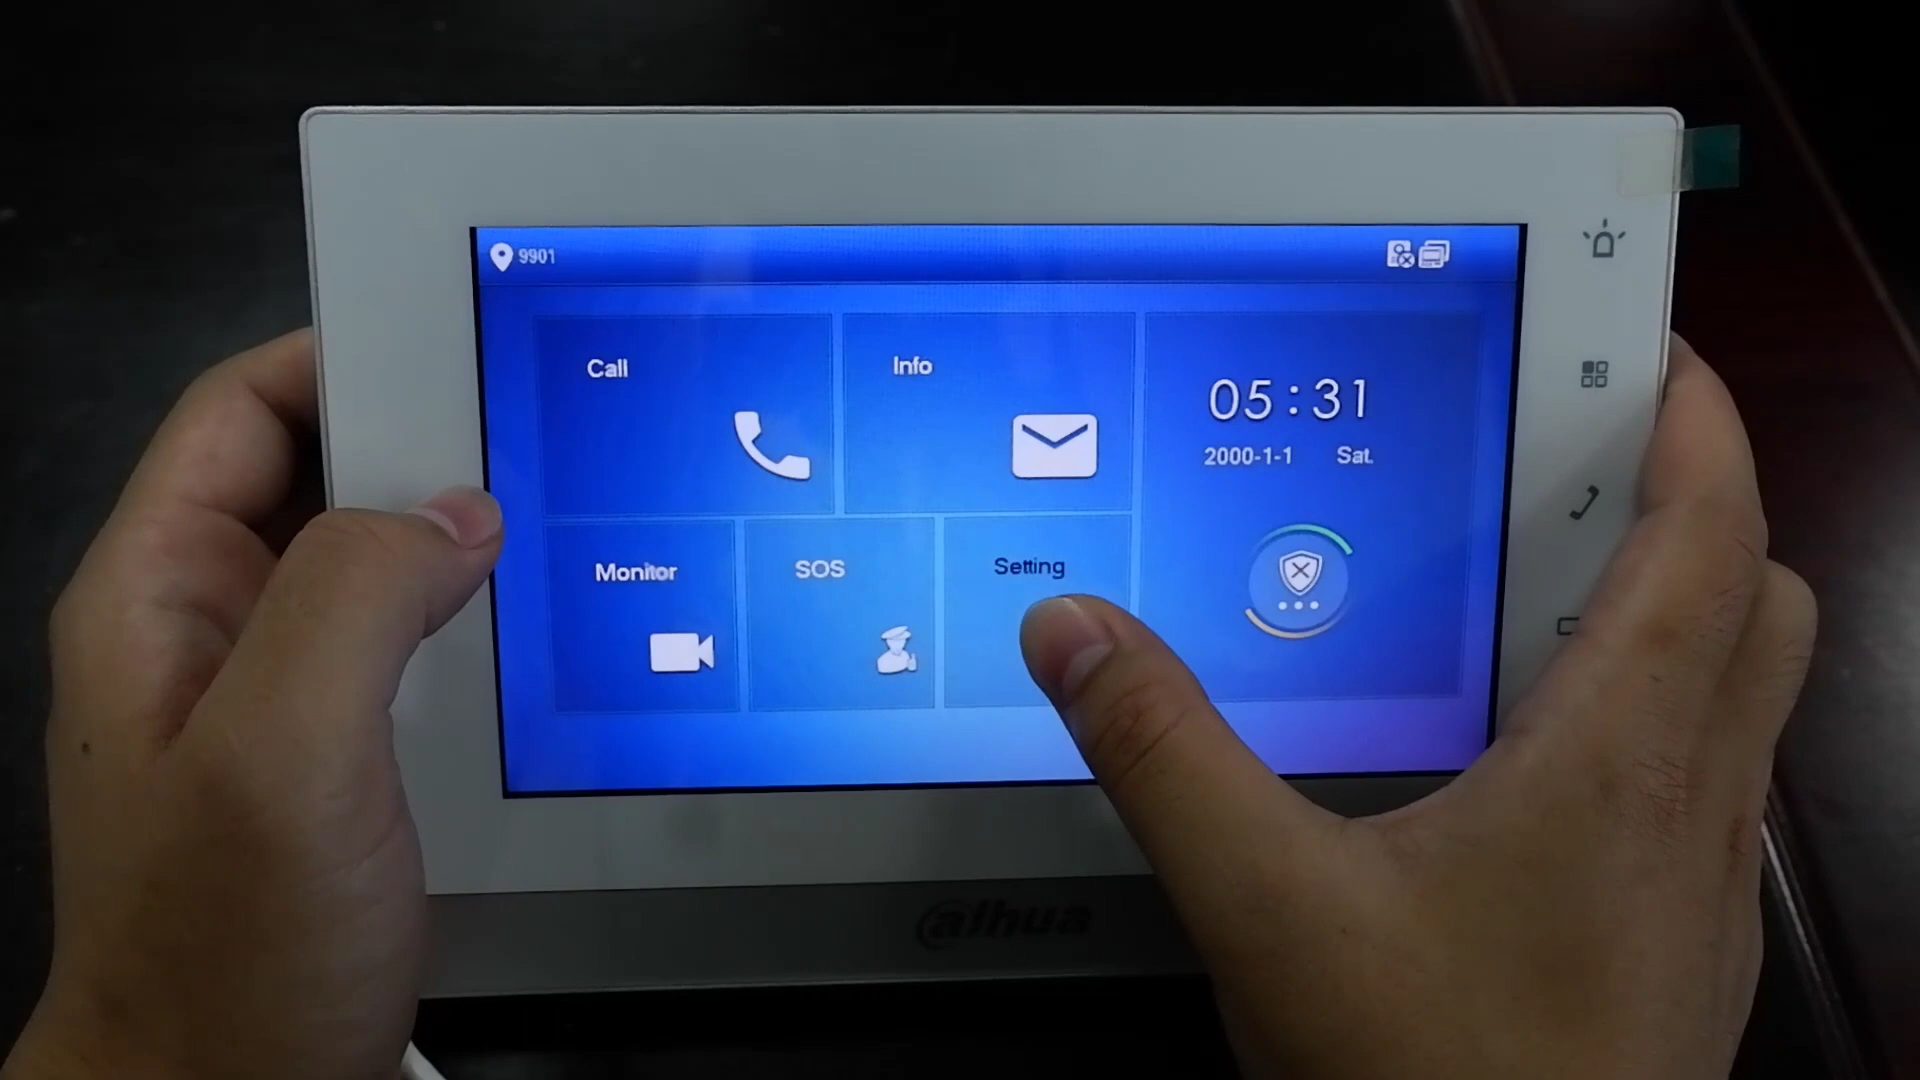 9901
Call
Info
05:31
2000-1-1 Sat.
Monitor
SOS
Setting
alhua